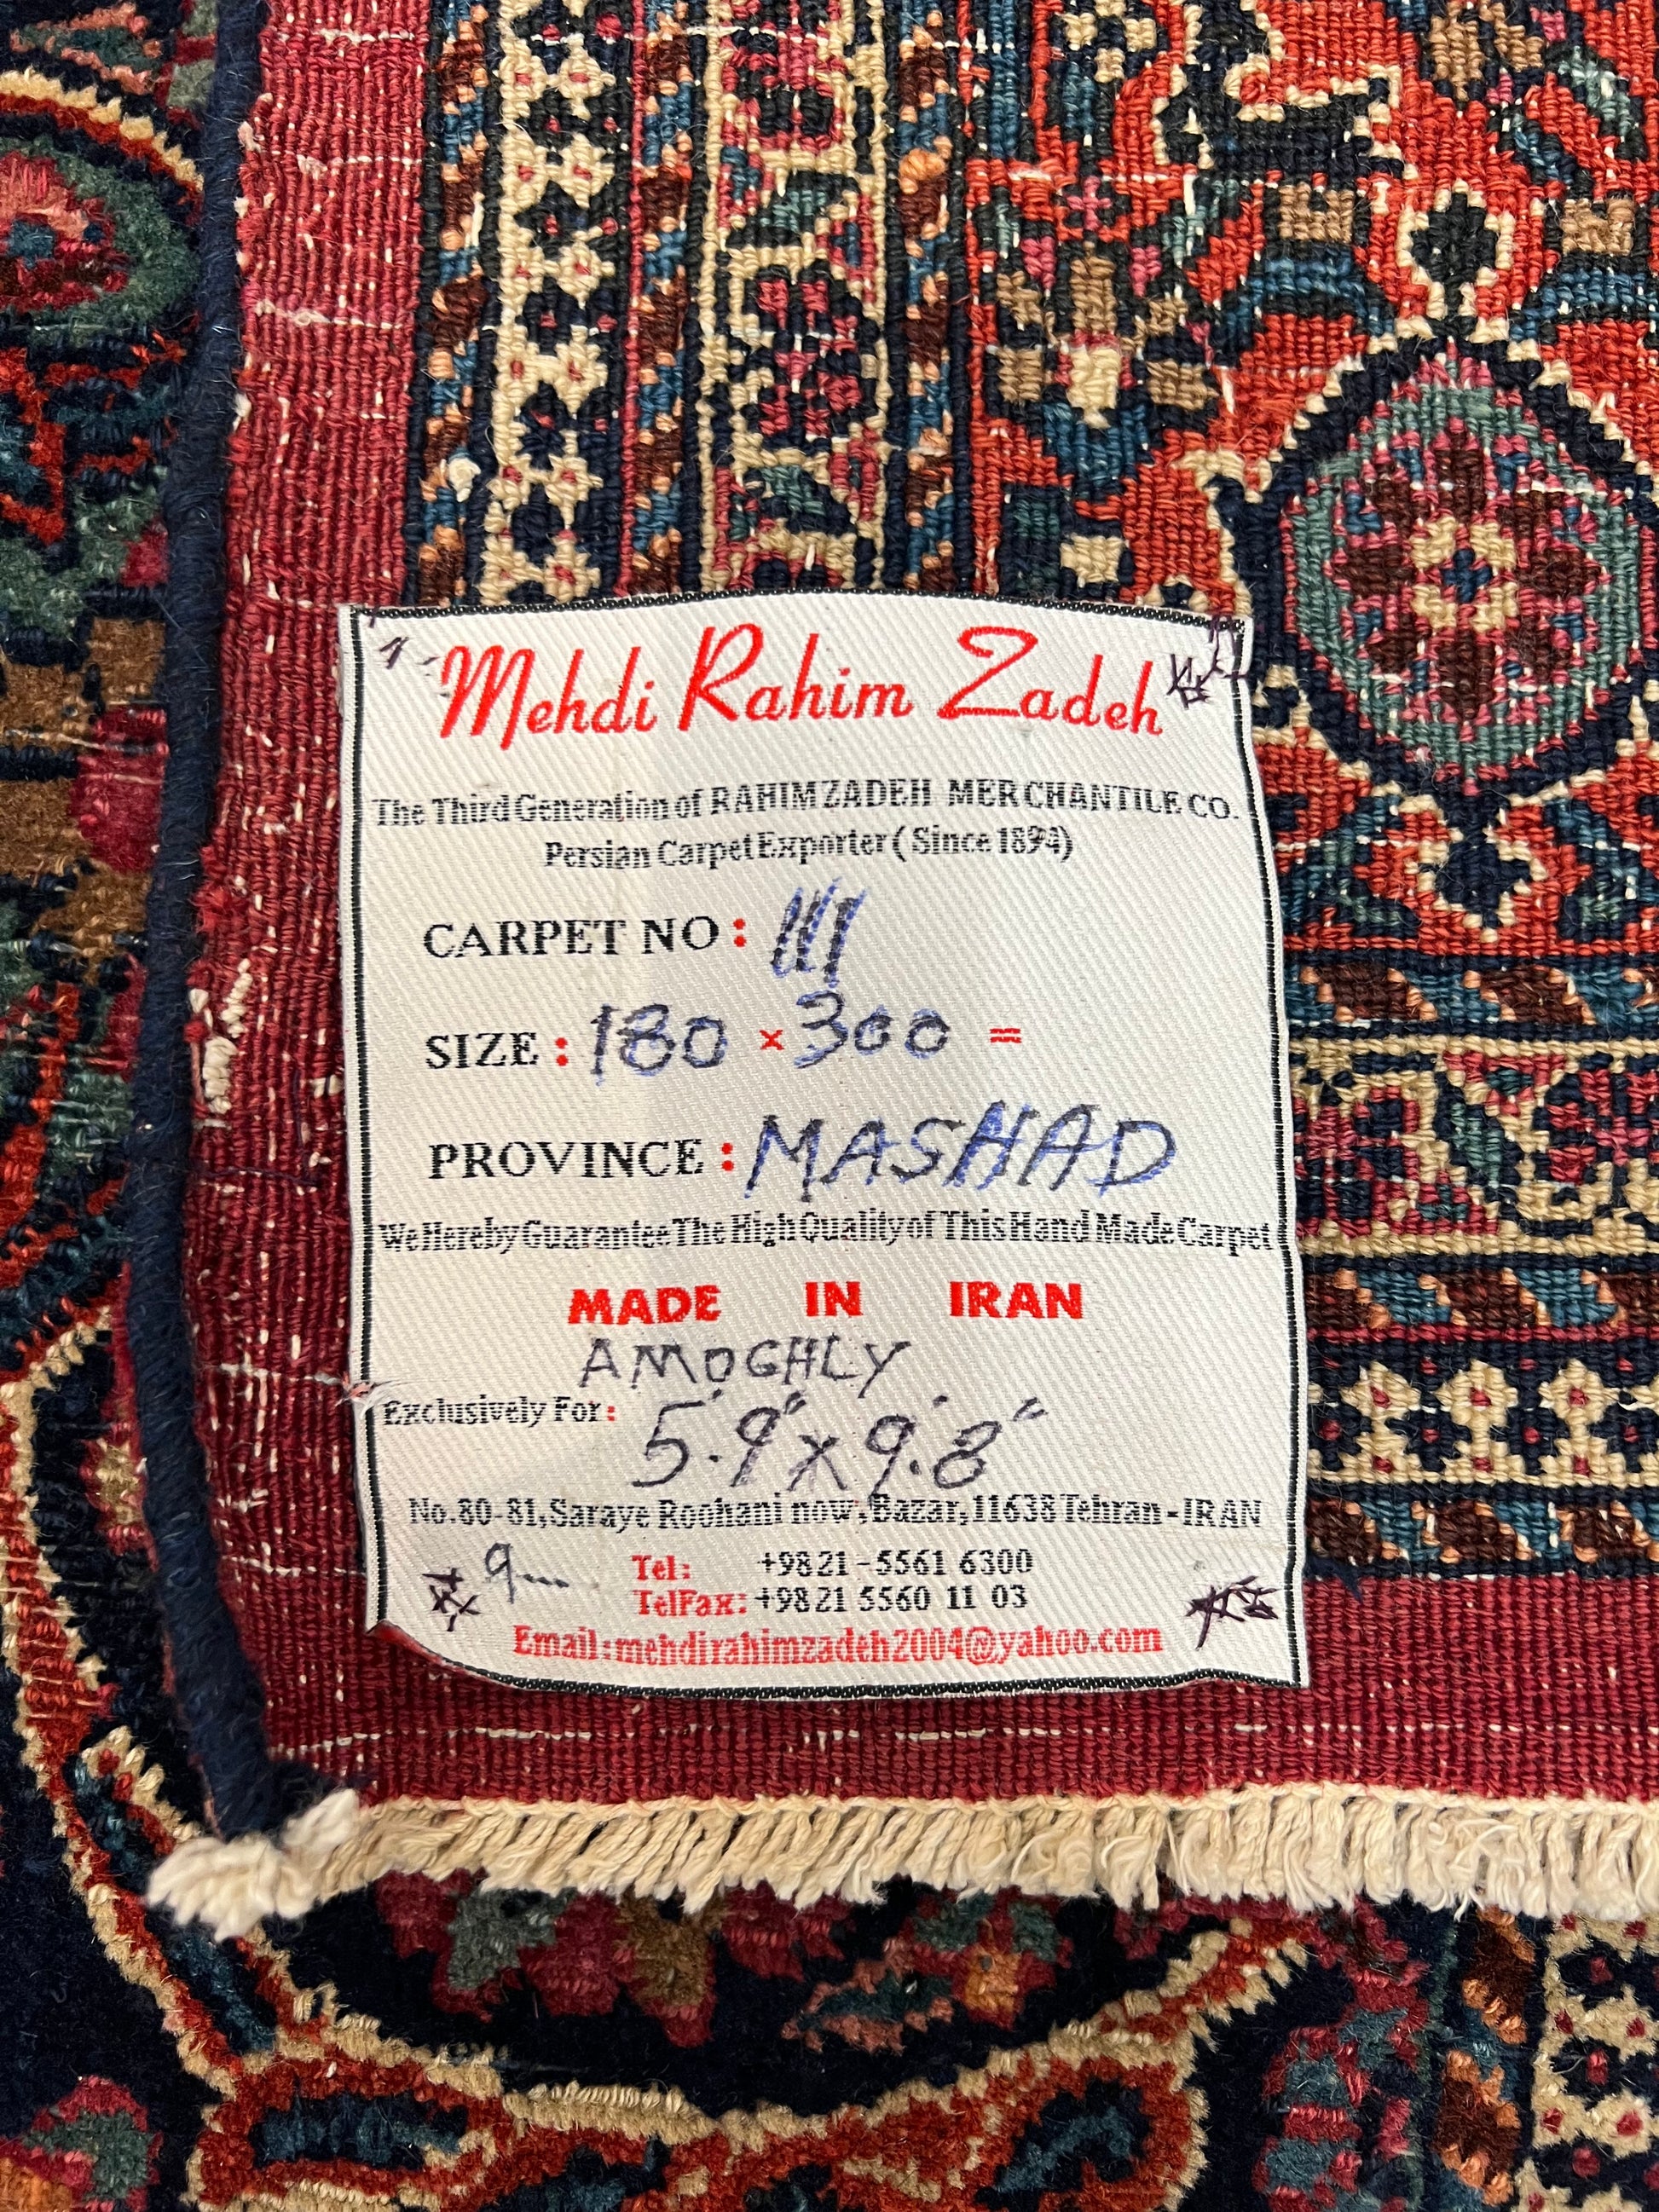 Mehdi Rahim Zadeh
The Third Generation of RAHIMZADEH MERCHANTILE CO.
Persian Carpet Exporter ( Since 1894)
CARPET NO : 111
SIZE : 180 × 300 =
PROVINCE : MASHAD
We Hereby Guarantee The High Quality of This Hand Made Carpet
MADE IN IRAN
AMOGHLY
Exclusively For: 5'.9" x 9'.8"
No.80-81,Saraye Roohani now,Bazar,11638 Tehran-IRAN
Tel: +9821-5561 6300
TelFax: +9821 5560 11 03
Email:mehdirahimzadeh2004@yahoo.com